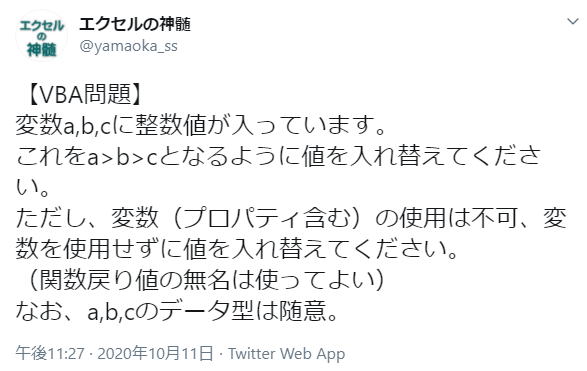 エクセルの神髄
エクセル
の
神髄
@yamaoka_ss
【VBA問題】
変数a,b,cに整数値が入っています。
これをa>b>cとなるように値を入れ替えてくださ
い。
ただし、変数（プロパティ含む）の使用は不可、変
数を使用せずに値を入れ替えてください。
（関数戻り値の無名は使ってよい）
なお、a,b,cのデータ型は随意。
午後11:27 · 2020年10月11日 · Twitter Web App